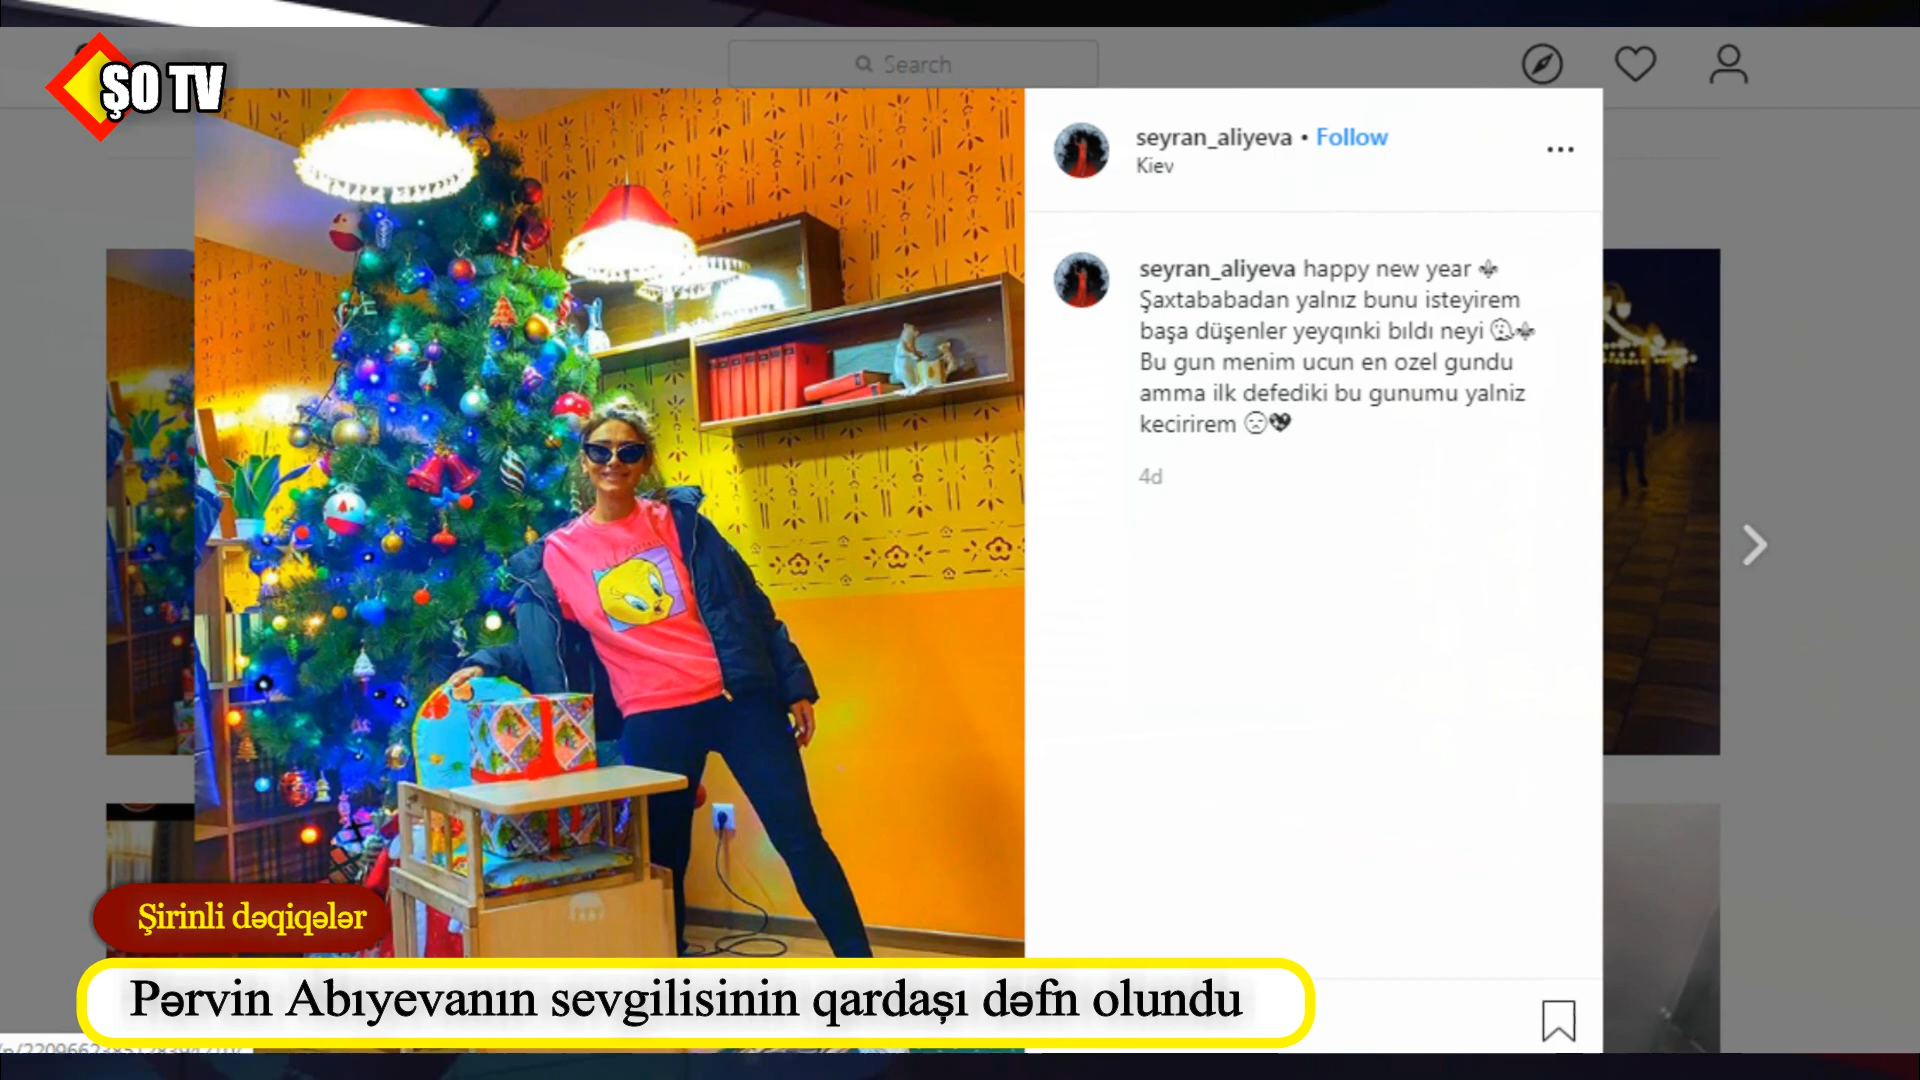 ŞO TV
Search
seyran_aliyeva • Follow
Kiev
seyran_aliyeva happy new year
Şaxtababadan yalnız bunu isteyirem
başa düşenler yeyqınki bıldı neyi
Bu gun menim ucun en ozel gundu
amma ilk defediki bu gunumu yalniz
kecirirem
4d
Şirinli dəqiqələr
Pərvin Abıyevanın sevgilisinin qardaşı dəfn olundu